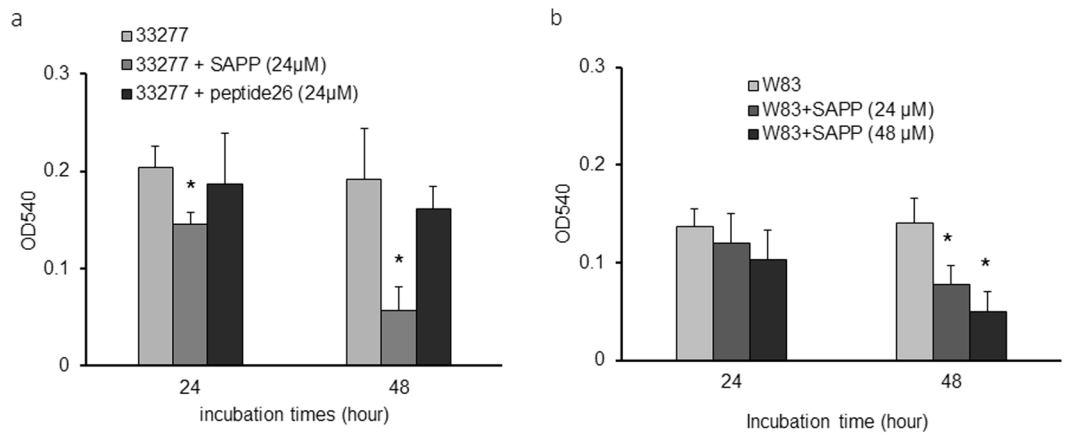 a
33277
33277 + SAPP (24µM)
33277 + peptide26 (24µM)
0.3
0.2
0.1
0
OD540
*
*
24
48
incubation times (hour)
b
W83
W83+SAPP (24 µM)
W83+SAPP (48 µM)
0.3
0.2
0.1
0
OD540
*
*
24
48
Incubation time (hour)